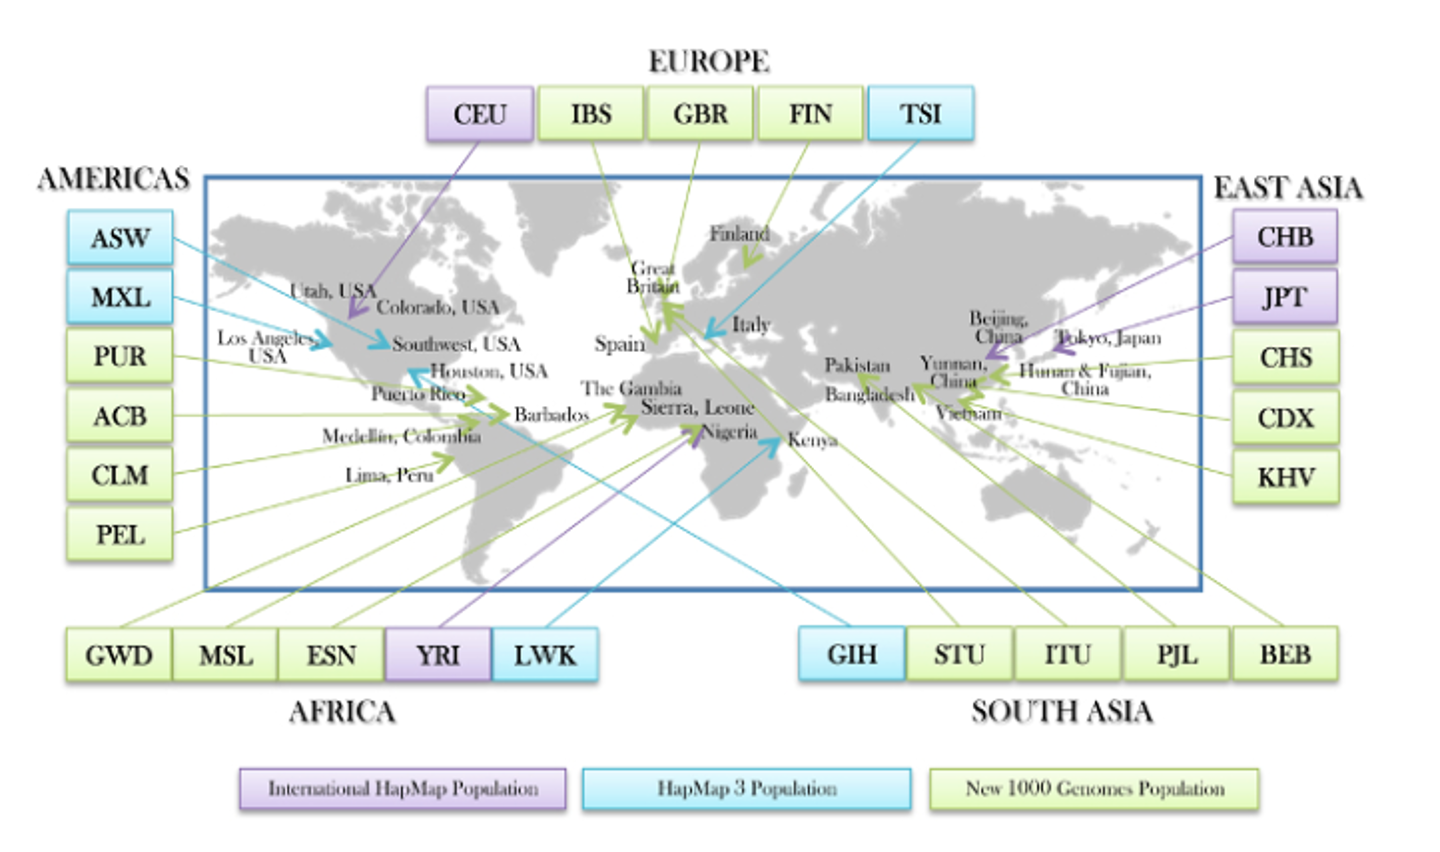 EUROPE
CEU
IBS
GBR
FIN
TSI
AMERICAS
ASW
MXL
PUR
ACB
CLM
PEL
EAST ASIA
CHB
JPT
CHS
CDX
KHV
Finland
Great
Britain
Utah, USA
Colorado, USA
Los Angeles,
USA
Southwest, USA
Houston, USA
Puerto Rico
Barbados
Medellín, Colombia
Lima, Peru
Spain
Italy
The Gambia
Sierra, Leone
Nigeria
Kenya
Pakistan
Bangladesh
Beijing,
China
Tokyo, Japan
Yunnan,
China
Hunan & Fujian,
China
Vietnam
GWD
MSL
ESN
YRI
LWK
AFRICA
GIH
STU
ITU
PJL
BEB
SOUTH ASIA
International HapMap Population
HapMap 3 Population
New 1000 Genomes Population